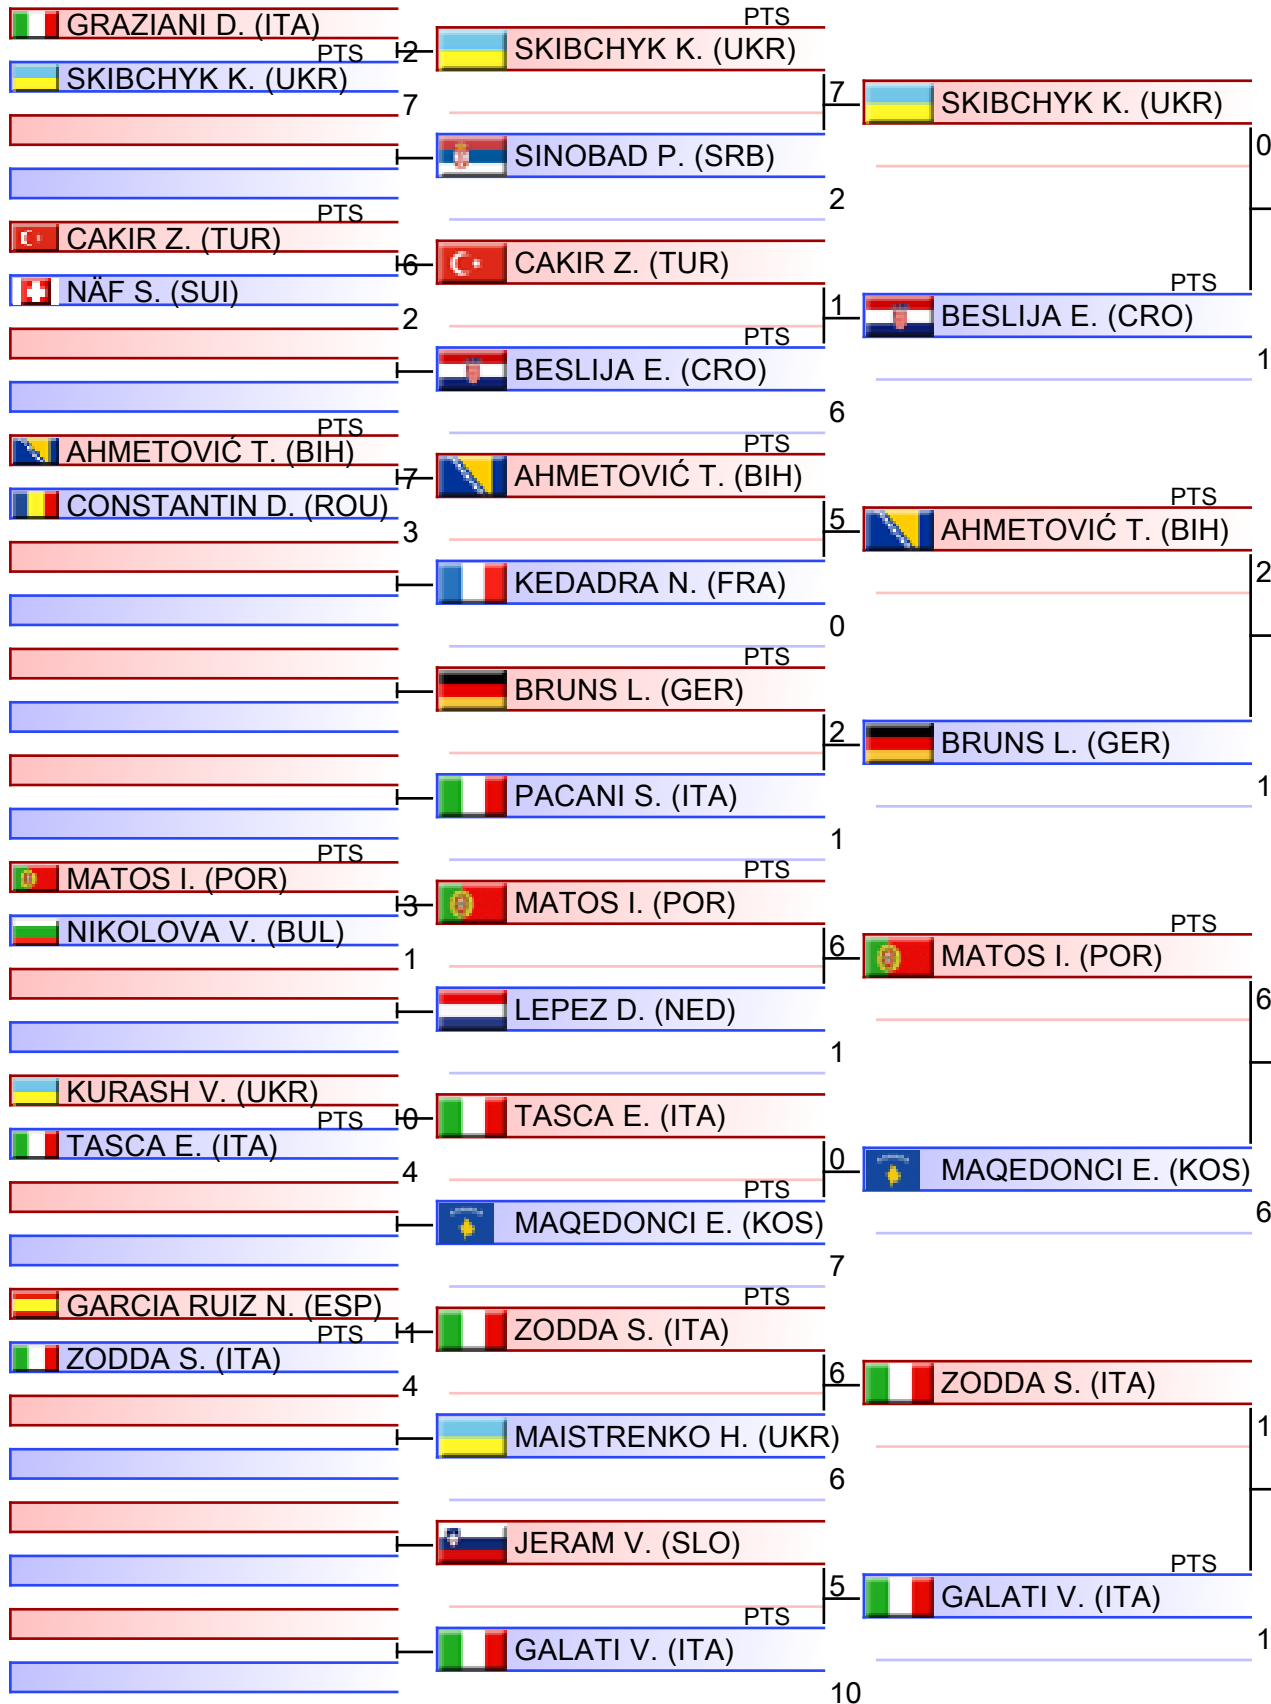 GRAZIANI D. (ITA)
PTS
2
SKIBCHYK K. (UKR)
7
CAKIR Z. (TUR)
PTS
6
NÄF S. (SUI)
2
AHMETOVIĆ T. (BIH)
PTS
7
CONSTANTIN D. (ROU)
3
MATOS I. (POR)
PTS
3
NIKOLOVA V. (BUL)
1
KURASH V. (UKR)
PTS
0
TASCA E. (ITA)
4
GARCIA RUIZ N. (ESP)
PTS
1
ZODDA S. (ITA)
4
PTS
SKIBCHYK K. (UKR)
7
SINOBAD P. (SRB)
2
CAKIR Z. (TUR)
1
PTS
BESLIJA E. (CRO)
6
PTS
AHMETOVIĆ T. (BIH)
5
KEDADRA N. (FRA)
0
PTS
BRUNS L. (GER)
2
PACANI S. (ITA)
1
PTS
MATOS I. (POR)
6
LEPEZ D. (NED)
1
TASCA E. (ITA)
0
PTS
MAQEDONCI E. (KOS)
7
PTS
ZODDA S. (ITA)
6
MAISTRENKO H. (UKR)
6
JERAM V. (SLO)
5
PTS
GALATI V. (ITA)
10
SKIBCHYK K. (UKR)
0
PTS
BESLIJA E. (CRO)
1
PTS
AHMETOVIĆ T. (BIH)
2
BRUNS L. (GER)
1
PTS
MATOS I. (POR)
6
MAQEDONCI E. (KOS)
6
ZODDA S. (ITA)
1
PTS
GALATI V. (ITA)
1